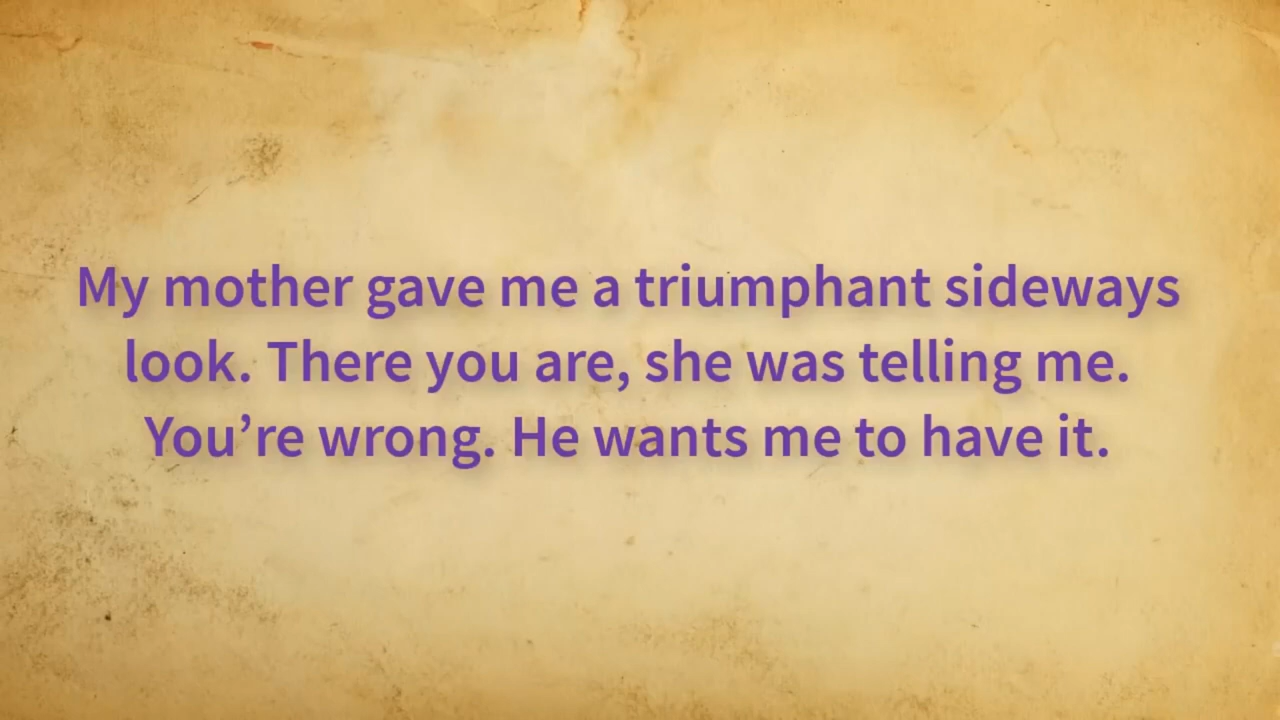 My mother gave me a triumphant sideways
look. There you are, she was telling me.
You’re wrong. He wants me to have it.